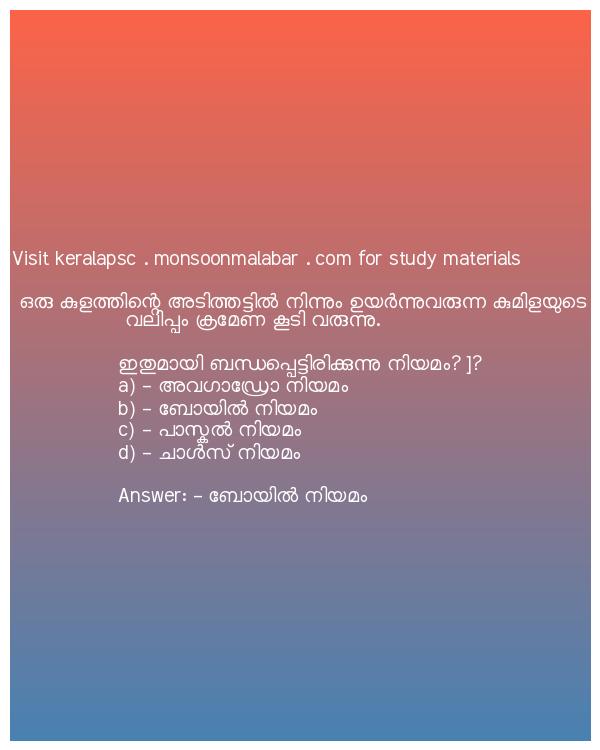 Visit keralapsc . monsoonmalabar . com for study materials
ഒരു കുളത്തിന്റെ അടിത്തട്ടിൽ നിന്നും ഉയർന്നുവരുന്ന കുമിളയുടെ
വലിപ്പം ക്രമേണ കൂടി വരുന്നു.
ഇതുമായി ബന്ധപ്പെട്ടിരിക്കുന്നു നിയമം? ]?
a) – അവഗാഡ്രോ നിയമം
b) – ബോയിൽ നിയമം
c) – പാസ്കൽ നിയമം
d) – ചാൾസ് നിയമം
Answer: – ബോയിൽ നിയമം